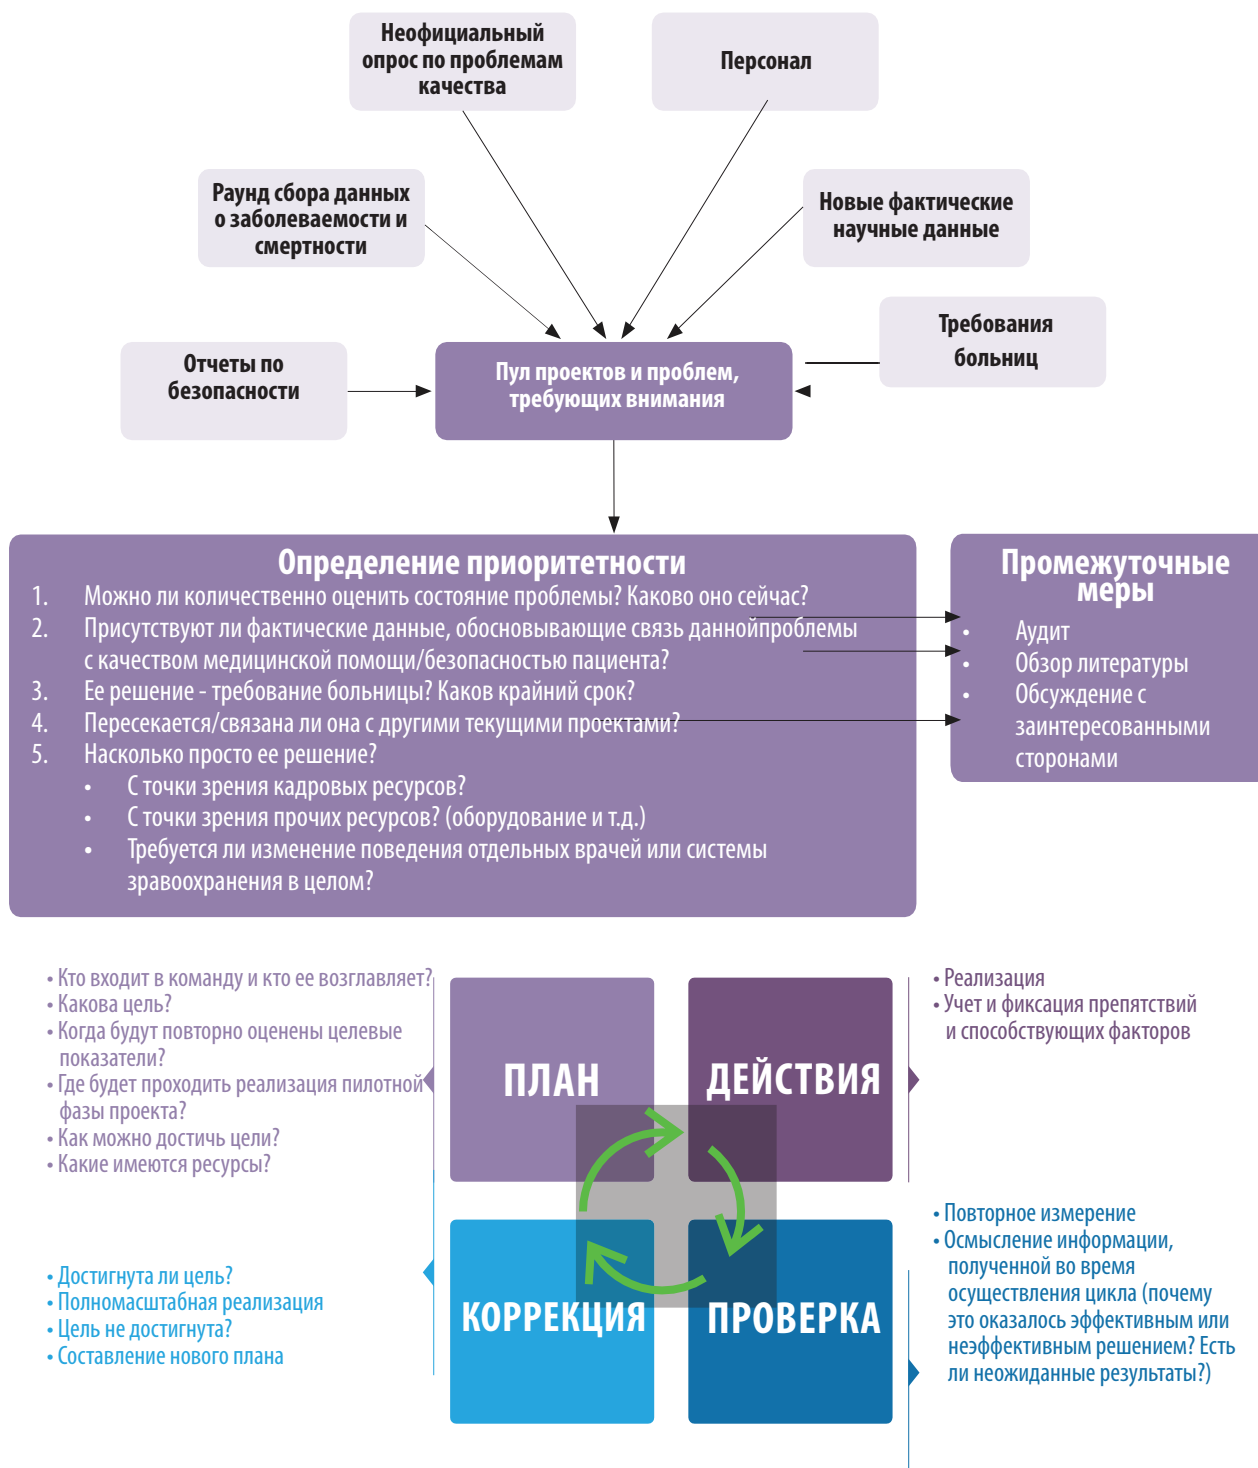 Неофициальный
опрос по проблемам
качества
Персонал
Раунд сбора данных
о заболеваемости и
смертности
Новые фактические
научные данные
Отчеты по
безопасности
Пул проектов и проблем,
требующих внимания
Требования
больниц
Определение приоритетности
1. Можно ли количественно оценить состояние проблемы? Каково оно сейчас?
2. Присутствуют ли фактические данные, обосновывающие связь даннойпроблемы
с качеством медицинской помощи/безопасностью пациента?
3. Ее решение - требование больницы? Каков крайний срок?
4. Пересекается/связана ли она с другими текущими проектами?
5. Насколько просто ее решение?
• С точки зрения кадровых ресурсов?
• С точки зрения прочих ресурсов? (оборудование и т.д.)
• Требуется ли изменение поведения отдельных врачей или системы
зравоохранения в целом?
Промежуточные
меры
• Аудит
• Обзор литературы
• Обсуждение с
заинтересованными
сторонами
• Кто входит в команду и кто ее возглавляет?
• Какова цель?
• Когда будут повторно оценены целевые
показатели?
• Где будет проходить реализация пилотной
фазы проекта?
• Как можно достичь цели?
• Какие имеются ресурсы?
ПЛАН
ДЕЙСТВИЯ
• Реализация
• Учет и фиксация препятствий
и способствующих факторов
• Достигнута ли цель?
• Полномасштабная реализация
• Цель не достигнута?
• Составление нового плана
КОРРЕКЦИЯ
ПРОВЕРКА
• Повторное измерение
• Осмысление информации,
полученной во время
осуществления цикла (почему
это оказалось эффективным или
неэффективным решением? Есть
ли неожиданные результаты?)